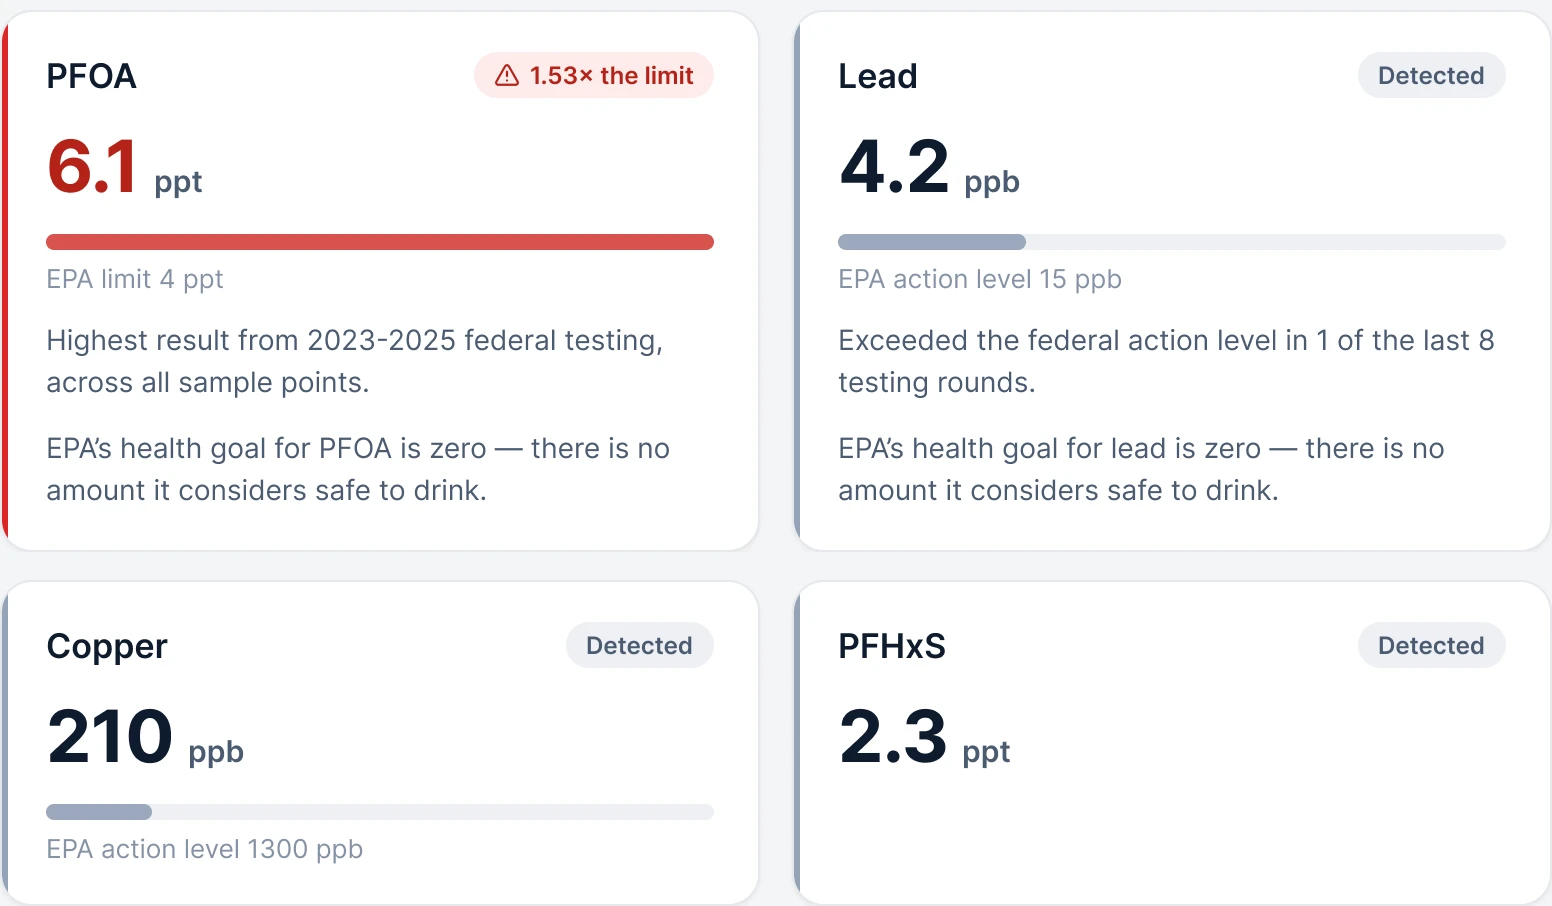 PFOA
1.53× the limit
6.1 ppt
EPA limit 4 ppt
Highest result from 2023-2025 federal testing,
across all sample points.
EPA’s health goal for PFOA is zero — there is no
amount it considers safe to drink.
Lead
Detected
4.2 ppb
EPA action level 15 ppb
Exceeded the federal action level in 1 of the last 8
testing rounds.
EPA’s health goal for lead is zero — there is no
amount it considers safe to drink.
Copper
Detected
210 ppb
EPA action level 1300 ppb
PFHxS
Detected
2.3 ppt